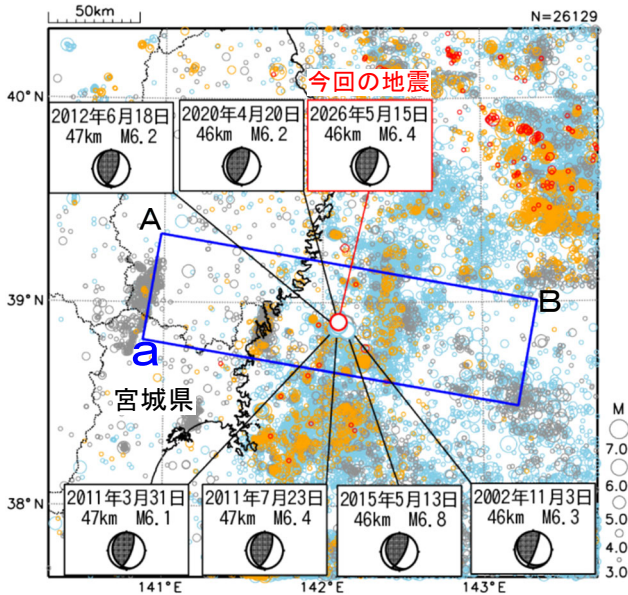 50km
N=26129
40°N
今回の地震
2012年6月18日
47km M6.2
2020年4月20日
46km M6.2
2026年5月15日
46km M6.4
A
39°N
B
a
宮城県
M
7.0
6.0
5.0
4.0
3.0
38°N
2011年3月31日
47km M6.1
2011年7月23日
47km M6.4
2015年5月13日
46km M6.8
2002年11月3日
46km M6.3
141°E
142°E
143°E